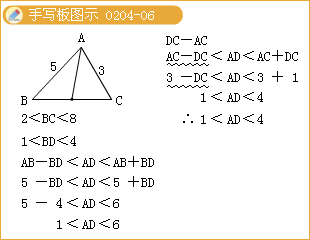 手写板图示 0204-06
A
5
3
B
C
2<BC<8
1<BD<4
AB-BD<AD<AB+BD
5 -BD<AD<5 +BD
5 - 4<AD<6
1<AD<6
DC-AC
AC-DC<AD<AC+DC
3 -DC<AD<3 + 1
1<AD<4
∴1<AD<4